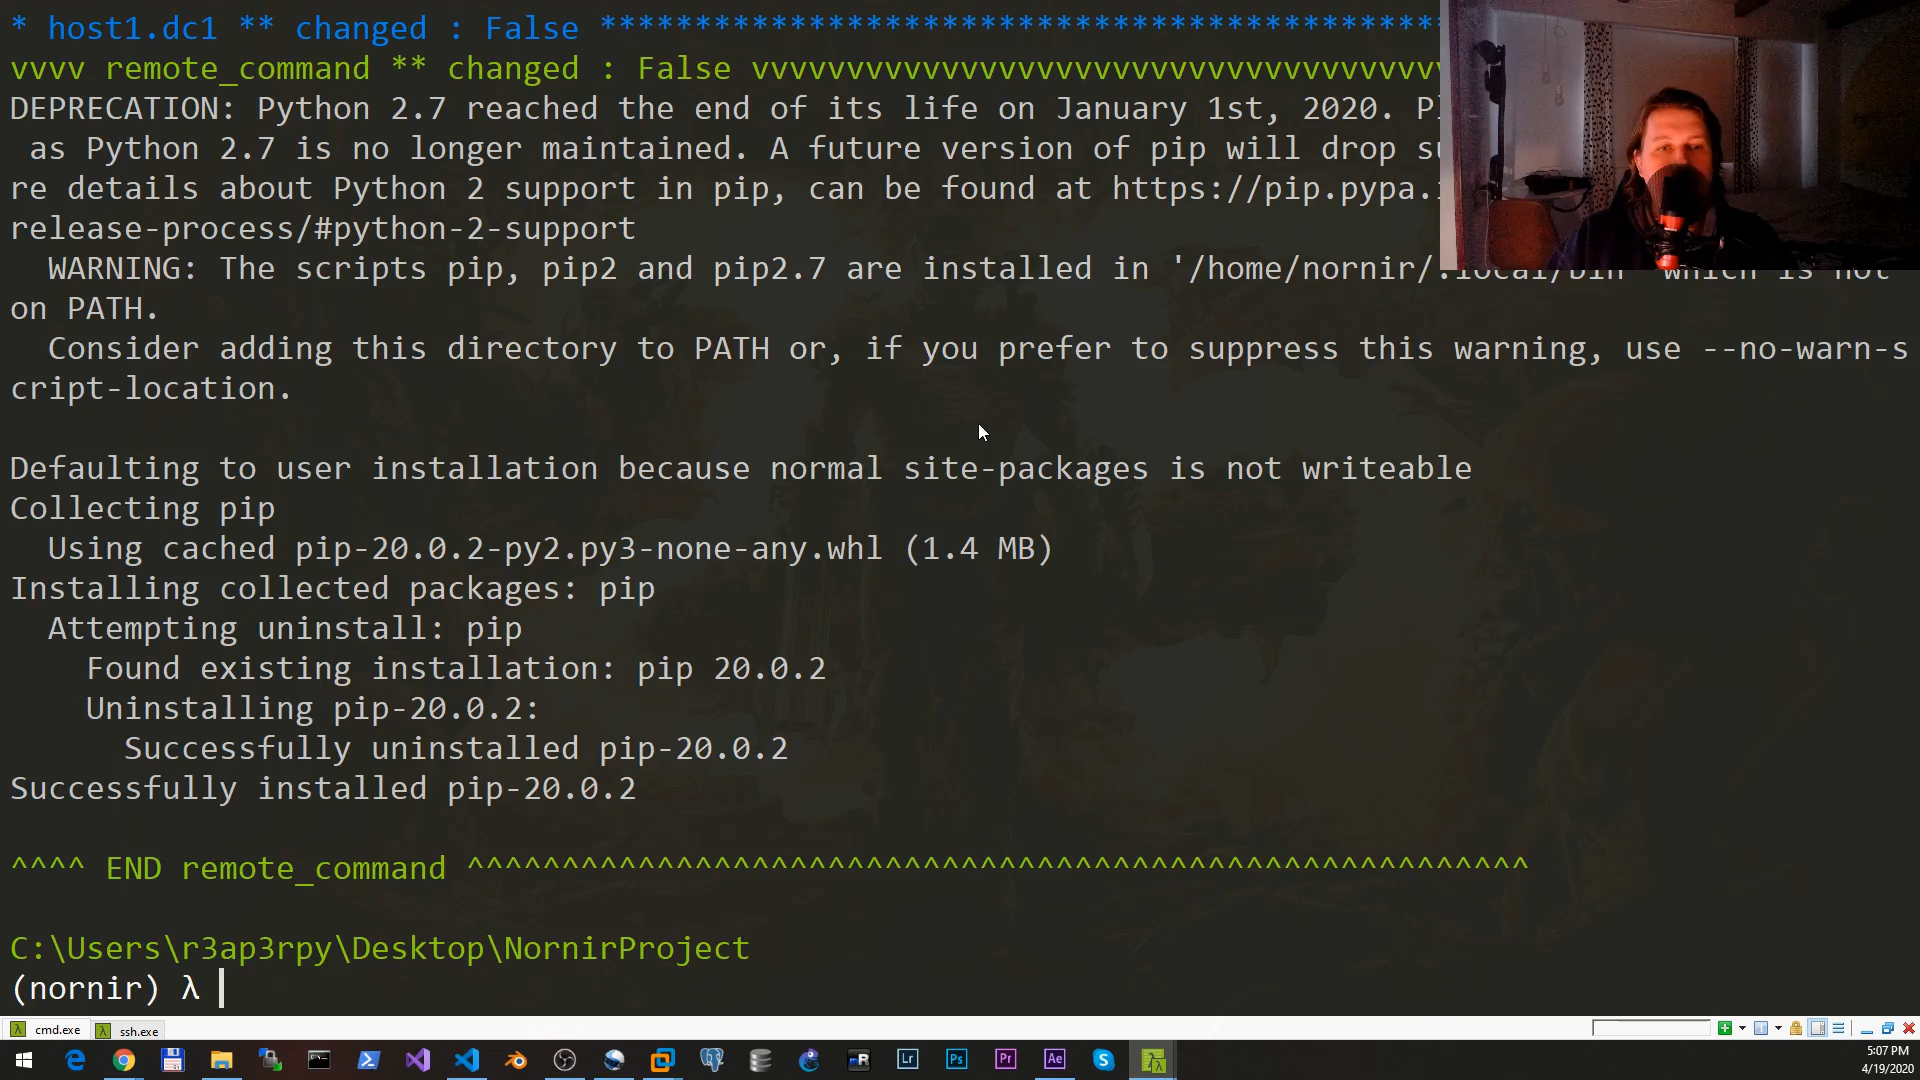 * host1.dc1 ** changed : False ********************************************
vvvv remote_command ** changed : False vvvvvvvvvvvvvvvvvvvvvvvvvvvvvvvvvvvv
DEPRECATION: Python 2.7 reached the end of its life on January 1st, 2020.
as Python 2.7 is no longer maintained. A future version of pip will drop
re details about Python 2 support in pip, can be found at https://pip.pypa.
release-process/#python-2-support
WARNING: The scripts pip, pip2 and pip2.7 are installed in '/home/nornir/.local/bin' which is not
on PATH.
Consider adding this directory to PATH or, if you prefer to suppress this warning, use --no-warn-s
cript-location.
Defaulting to user installation because normal site-packages is not writeable
Collecting pip
Using cached pip-20.0.2-py2.py3-none-any.whl (1.4 MB)
Installing collected packages: pip
Attempting uninstall: pip
Found existing installation: pip 20.0.2
Uninstalling pip-20.0.2:
Successfully uninstalled pip-20.0.2
Successfully installed pip-20.0.2
^^^^ END remote_command ^^^^^^^^^^^^^^^^^^^^^^^^^^^^^^^^^^^^^^^^^^^^^^^^^^^^^^^^
C:\Users\r3ap3rpy\Desktop\NornirProject
(nornir) λ
cmd.exe
ssh.exe
5:07 PM
4/19/2020